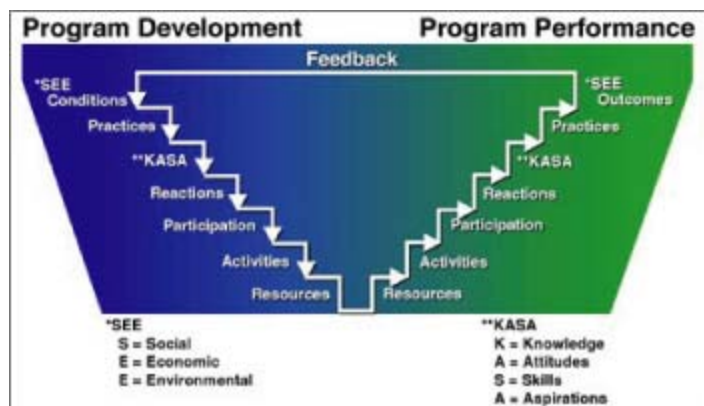 Program Development
Program Performance
Feedback
*SEE
Conditions
Practices
**KASA
Reactions
Participation
Activities
Resources
*SEE
Outcomes
Practices
**KASA
Reactions
Participation
Activities
Resources
*SEE
S = Social
E = Economic
E = Environmental
**KASA
K = Knowledge
A = Attitudes
S = Skills
A = Aspirations